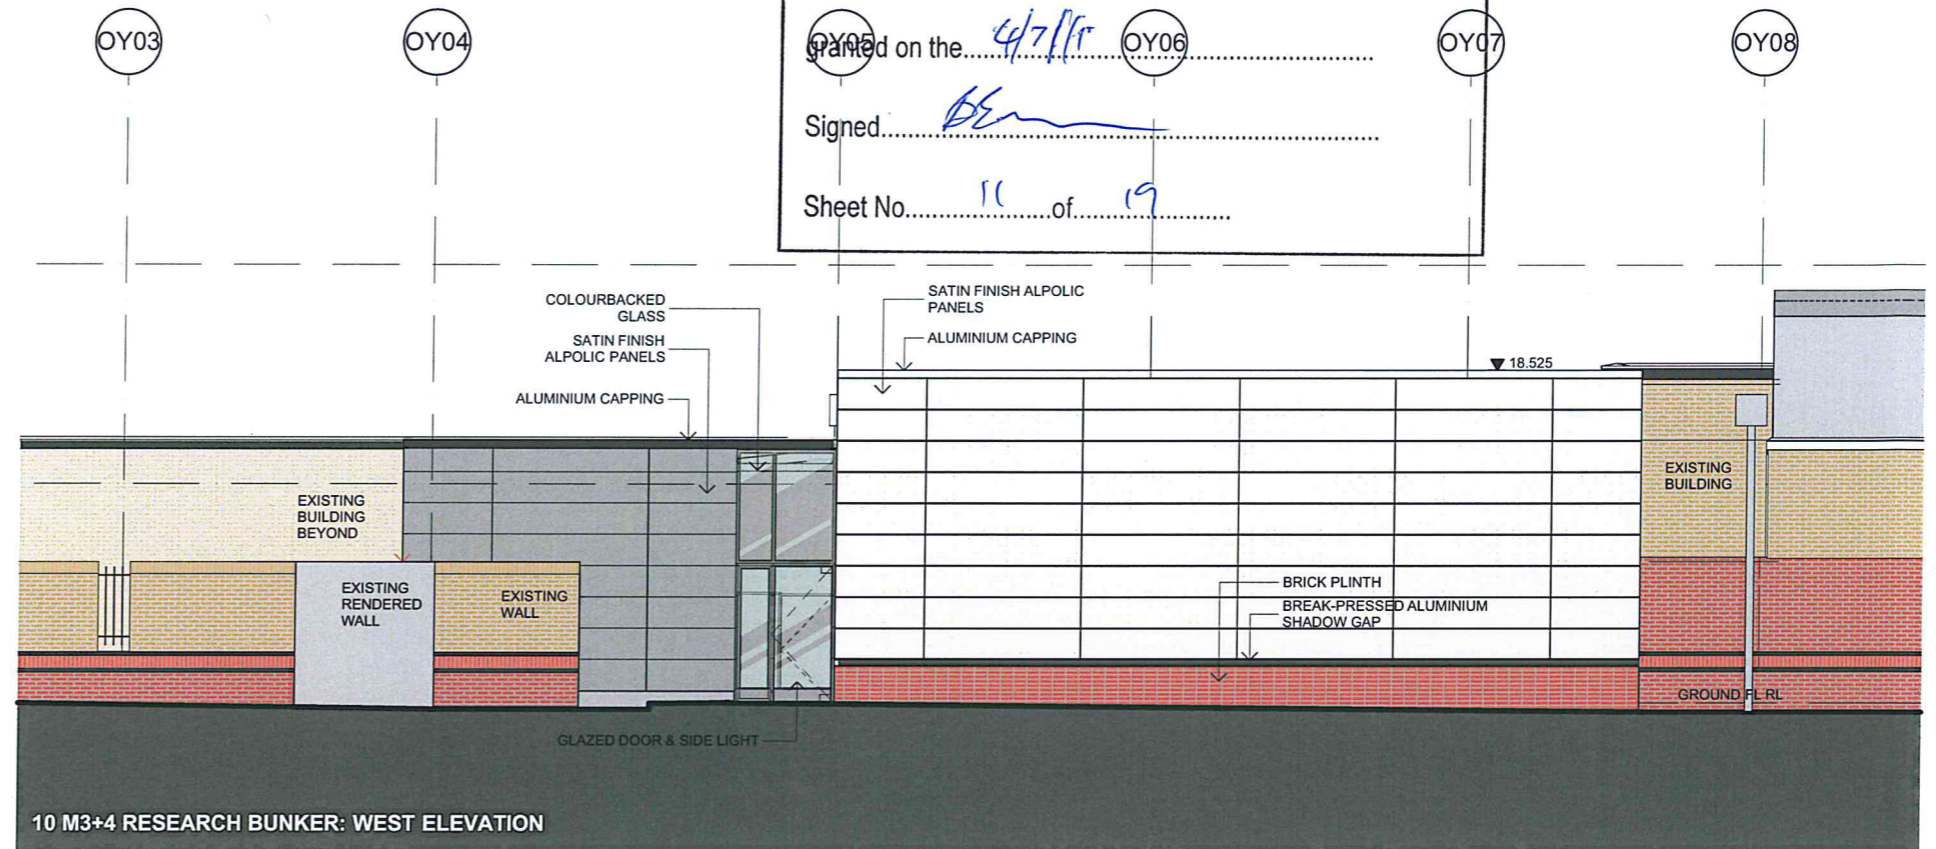 OY03
OY04
OY05
OY06
OY07
OY08
granted on the
Signed
Sheet No. 11 of 19
COLOURBACKED
GLASS
SATIN FINISH
ALPOLIC PANELS
ALUMINIUM CAPPING
SATIN FINISH ALPOLIC
PANELS
ALUMINIUM CAPPING
18.525
EXISTING
BUILDING
BEYOND
EXISTING
RENDERED
WALL
EXISTING
WALL
EXISTING
BUILDING
BRICK PLINTH
BREAK-PRESSED ALUMINIUM
SHADOW GAP
GROUND FL RL
GLAZED DOOR & SIDE LIGHT
10 M3+4 RESEARCH BUNKER: WEST ELEVATION